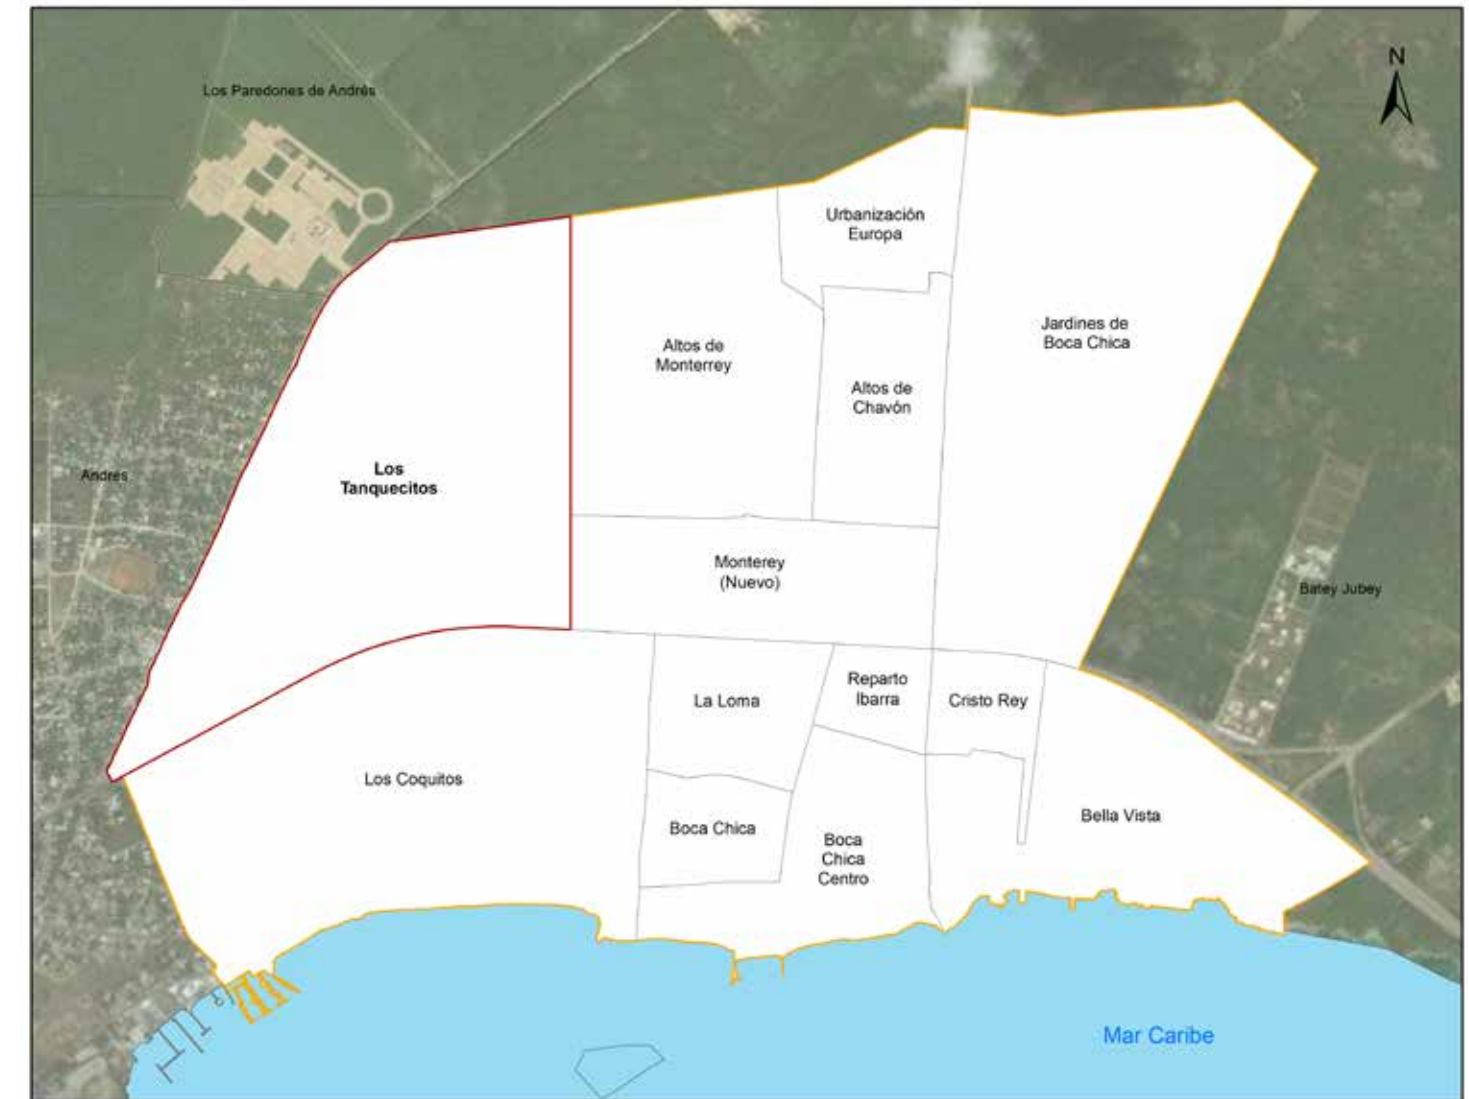 N
Los Paredones de Andrés
Urbanización
Europa
Jardines de
Boca Chica
Altos de
Monterrey
Altos de
Chavón
Los
Tanquecitos
Andres
Monterey
(Nuevo)
Batey Jubey
Reparto
Ibarra
La Loma
Cristo Rey
Los Coquitos
Bella Vista
Boca Chica
Boca
Chica
Centro
Mar Caribe